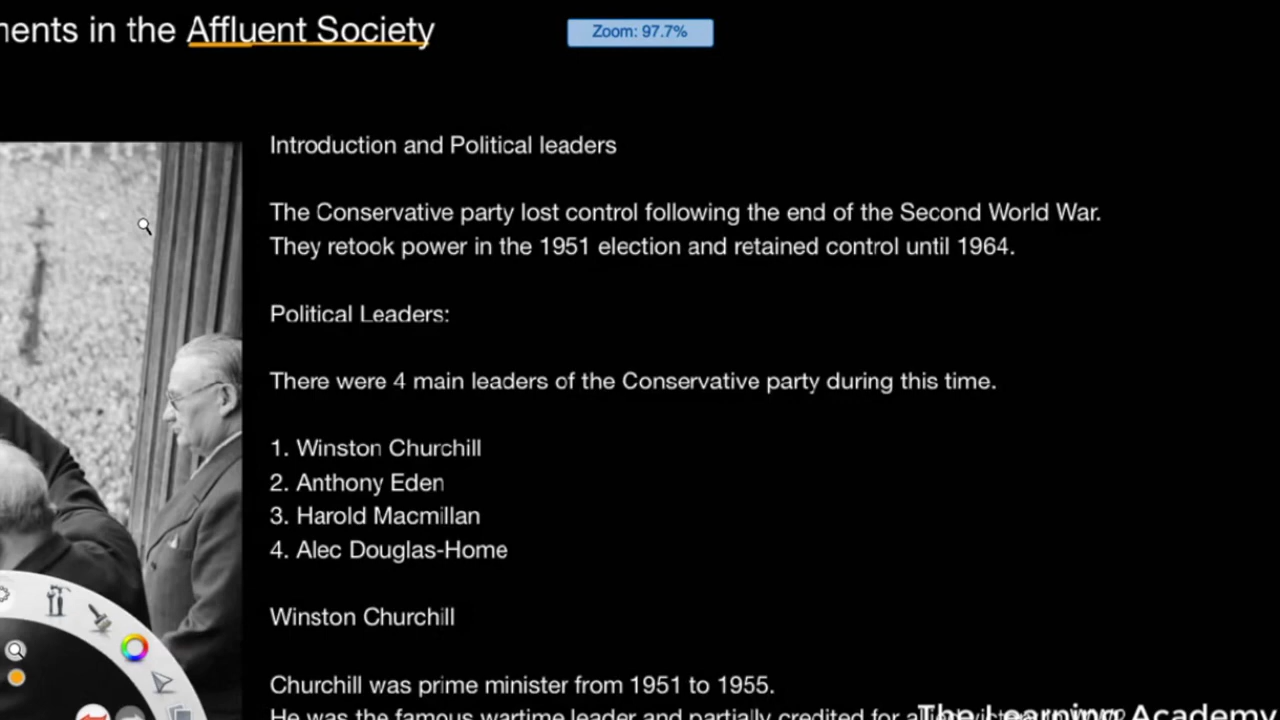 ments in the Affluent Society
Zoom: 97.7%
Introduction and Political leaders
The Conservative party lost control following the end of the Second World War.
They retook power in the 1951 election and retained control until 1964.
Political Leaders:
There were 4 main leaders of the Conservative party during this time.
1. Winston Churchill
2. Anthony Eden
3. Harold Macmillan
4. Alec Douglas-Home
Winston Churchill
Churchill was prime minister from 1951 to 1955.
He was the famous wartime leader and partially credited for
The Learning Academy